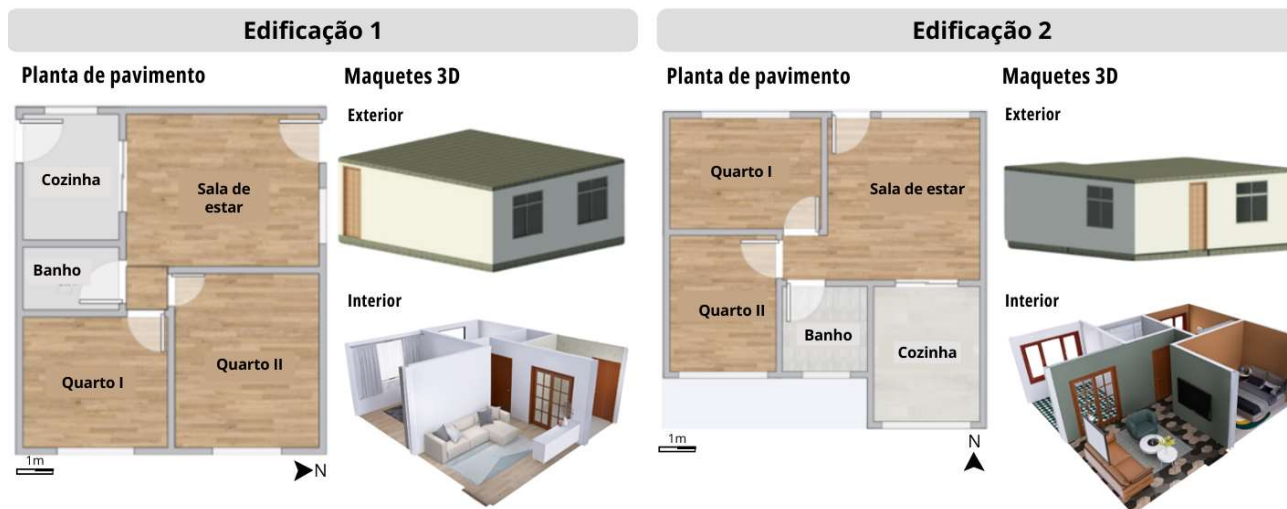 Edificação 1
Planta de pavimento
Maquetes 3D
Exterior
Cozinha
Sala de
estar
Banho
Interior
Quarto I
Quarto II
1m
N
Edificação 2
Planta de pavimento
Maquetes 3D
Exterior
Quarto I
Sala de estar
Interior
Quarto II
Banho
Cozinha
1m
N